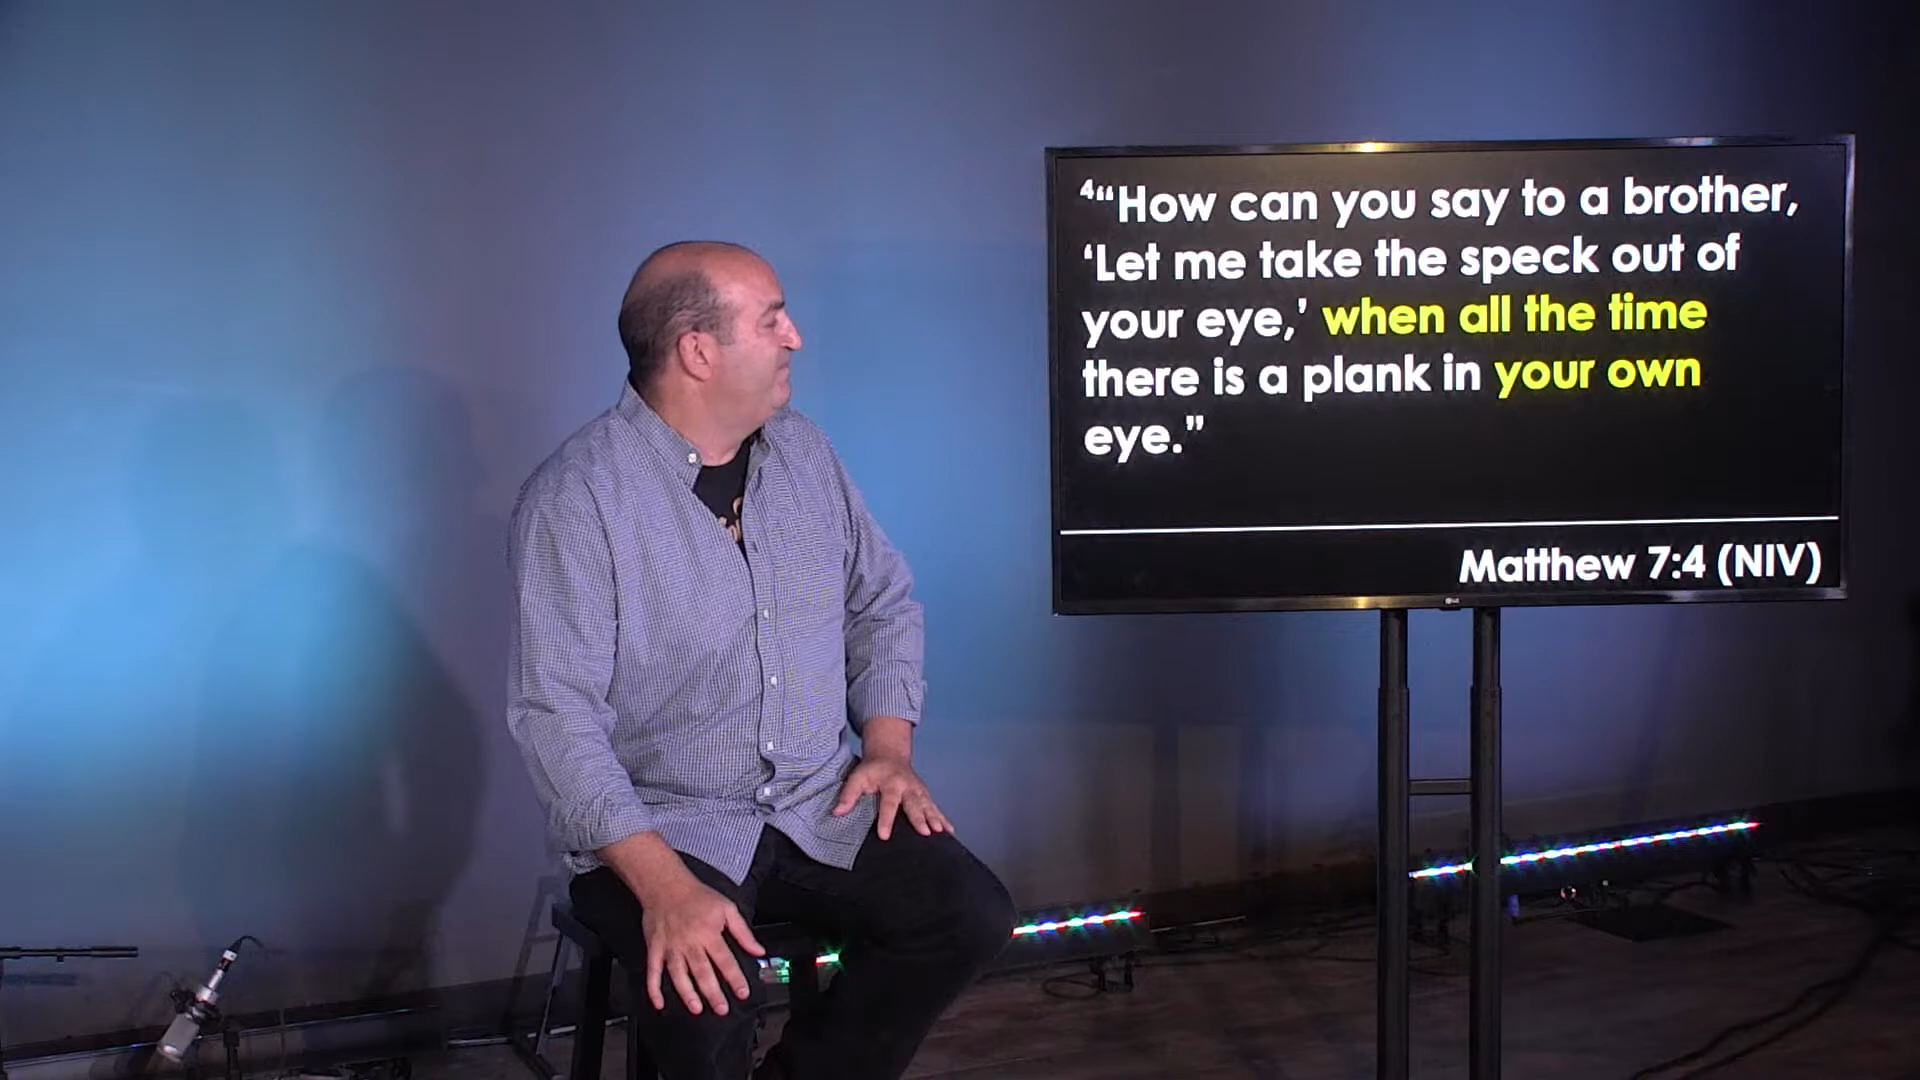 4“How can you say to a brother,
‘Let me take the speck out of
your eye,’ when all the time
there is a plank in your own
eye.”
Matthew 7:4 (NIV)